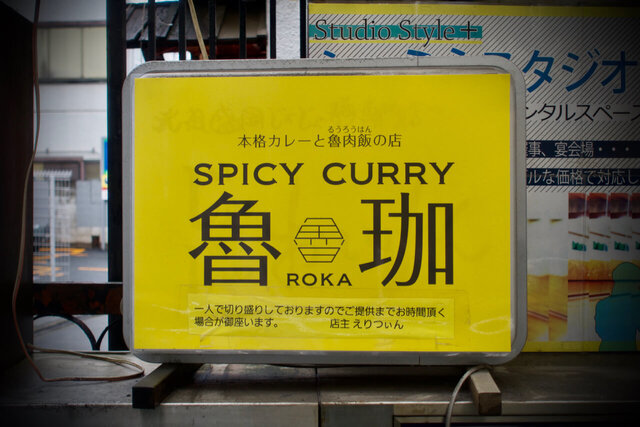 Studio Style+
スタジオ
ンタルスペー
事、宴会場・・・・
ルな価格で対応し
るうろうはん
本格カレーと魯肉飯の店
SPICY CURRY
魯珈
ROKA
一人で切り盛りしておりますのでご提供までお時間頂く
場合が御座います。 店主 えりつぃん